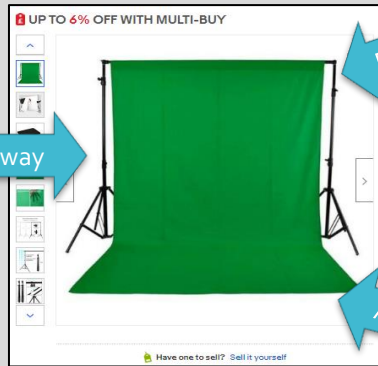 UP TO 6% OFF WITH MULTI-BUY
way
Have one to sell? Sell it yourself